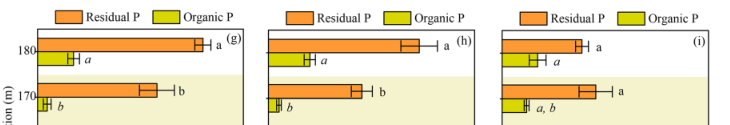 Residual P Organic P Residual P Organic P Residual P Organic P
180 a (g) a (h) a (i)
a a a
170 b b a
b b a, b
tion (m)